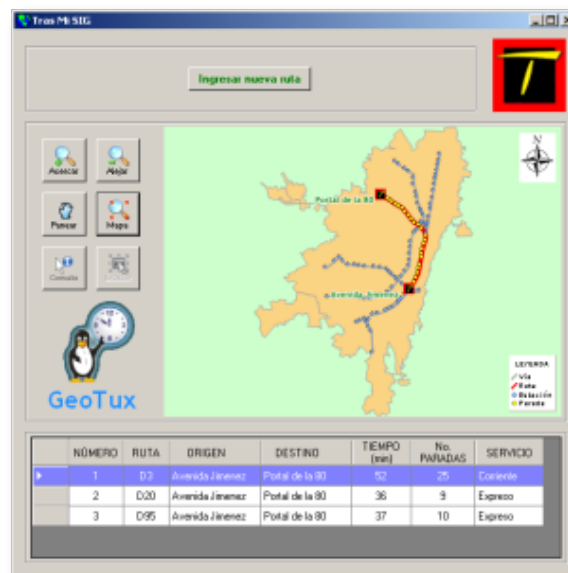 Tras Mi SIG
Ingresar nueva ruta
T
Acercar Alejar
Panear Mapa
Consulta
GeoTux
N
Portal de la 80
Avenida Jimenez
LEYENDA
Vía
Ruta
Estación
Parada
NÚMERO RUTA ORIGEN DESTINO TIEMPO (min) No. PARADAS SERVICIO
1 D3 Avenida Jimenez Portal de la 80 52 25 Corriente
2 D20 Avenida Jimenez Portal de la 80 36 9 Expreso
3 D95 Avenida Jimenez Portal de la 80 37 10 Expreso